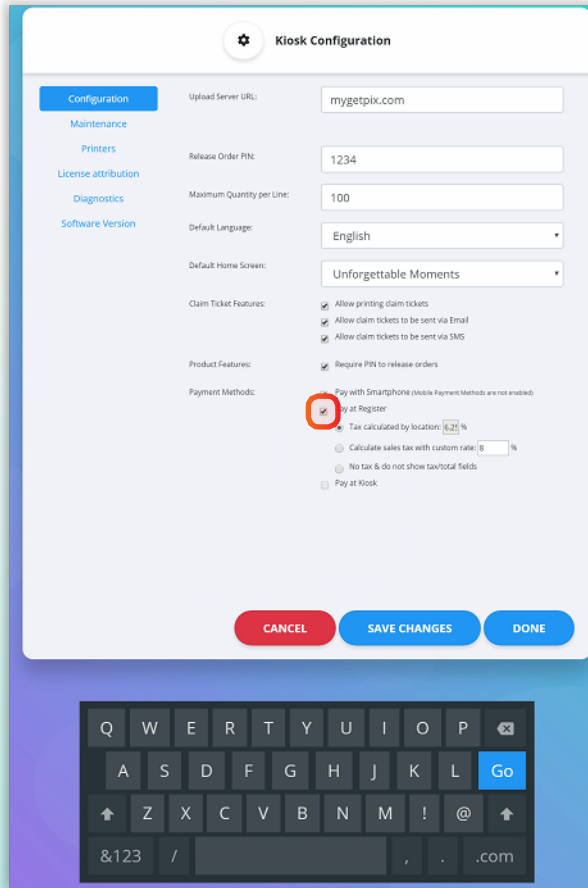 Kiosk Configuration
Configuration
Maintenance
Printers
License attribution
Diagnostics
Software Version
Upload Server URL:
mygetpix.com
Release Order PIN:
1234
Maximum Quantity per Line:
100
Default Language:
English
Default Home Screen:
Unforgettable Moments
Claim Ticket Features:
Allow printing claim tickets
Allow claim tickets to be sent via Email
Allow claim tickets to be sent via SMS
Product Features:
Require PIN to release orders
Payment Methods:
Pay with Smartphone (Mobile Payment Methods are not enabled)
ay at Register
Tax calculated by location: 6.25 %
Calculate sales tax with custom rate: 8 %
No tax & do not show tax/total fields
Pay at Kiosk
CANCEL
SAVE CHANGES
DONE
Q W E R T Y U I O P
A S D F G H J K L Go
Z X C V B N M ! @
&123 / , . .com